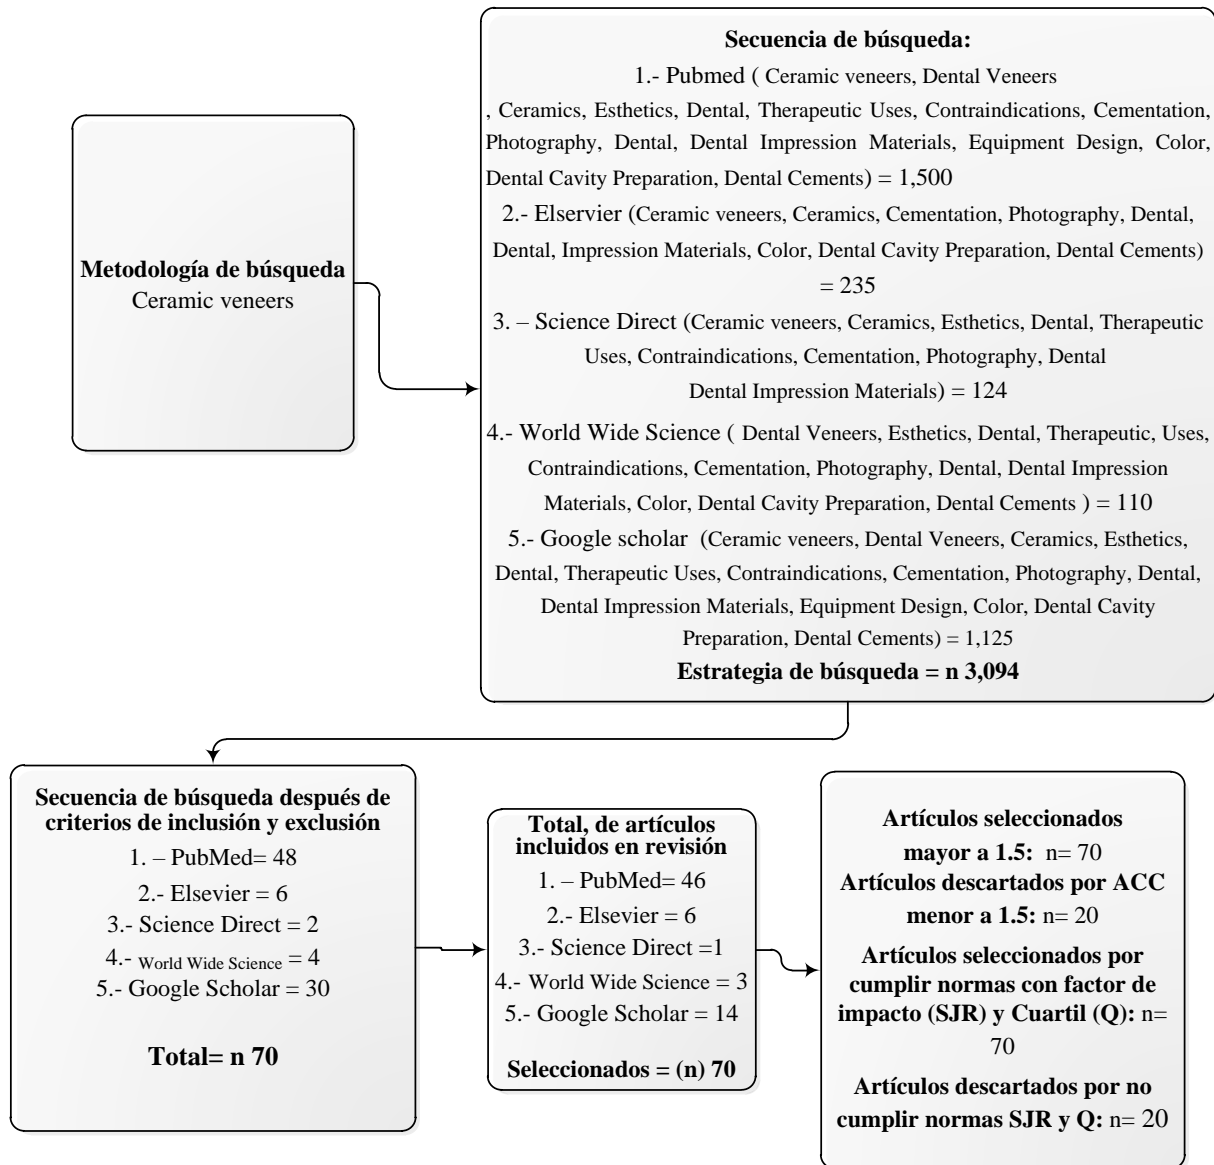 Metodología de búsqueda
Ceramic veneers
Secuencia de búsqueda:
1.- Pubmed ( Ceramic veneers, Dental Veneers
, Ceramics, Esthetics, Dental, Therapeutic Uses, Contraindications, Cementation,
Photography, Dental, Dental Impression Materials, Equipment Design, Color,
Dental Cavity Preparation, Dental Cements) = 1,500
2.- Elservier (Ceramic veneers, Ceramics, Cementation, Photography, Dental,
Dental, Impression Materials, Color, Dental Cavity Preparation, Dental Cements)
= 235
3. – Science Direct (Ceramic veneers, Ceramics, Esthetics, Dental, Therapeutic
Uses, Contraindications, Cementation, Photography, Dental
Dental Impression Materials) = 124
4.- World Wide Science ( Dental Veneers, Esthetics, Dental, Therapeutic, Uses,
Contraindications, Cementation, Photography, Dental, Dental Impression
Materials, Color, Dental Cavity Preparation, Dental Cements ) = 110
5.- Google scholar (Ceramic veneers, Dental Veneers, Ceramics, Esthetics,
Dental, Therapeutic Uses, Contraindications, Cementation, Photography, Dental,
Dental Impression Materials, Equipment Design, Color, Dental Cavity
Preparation, Dental Cements) = 1,125
Estrategia de búsqueda = n 3,094
Secuencia de búsqueda después de
criterios de inclusión y exclusión
1. – PubMed= 48
2.- Elsevier = 6
3.- Science Direct = 2
4.- World Wide Science = 4
5.- Google Scholar = 30
Total= n 70
Total, de artículos
incluidos en revisión
1. – PubMed= 46
2.- Elsevier = 6
3.- Science Direct =1
4.- World Wide Science = 3
5.- Google Scholar = 14
Seleccionados = (n) 70
Artículos seleccionados
mayor a 1.5: n= 70
Artículos descartados por ACC
menor a 1.5: n= 20
Artículos seleccionados por
cumplir normas con factor de
impacto (SJR) y Cuartil (Q): n=
70
Artículos descartados por no
cumplir normas SJR y Q: n= 20